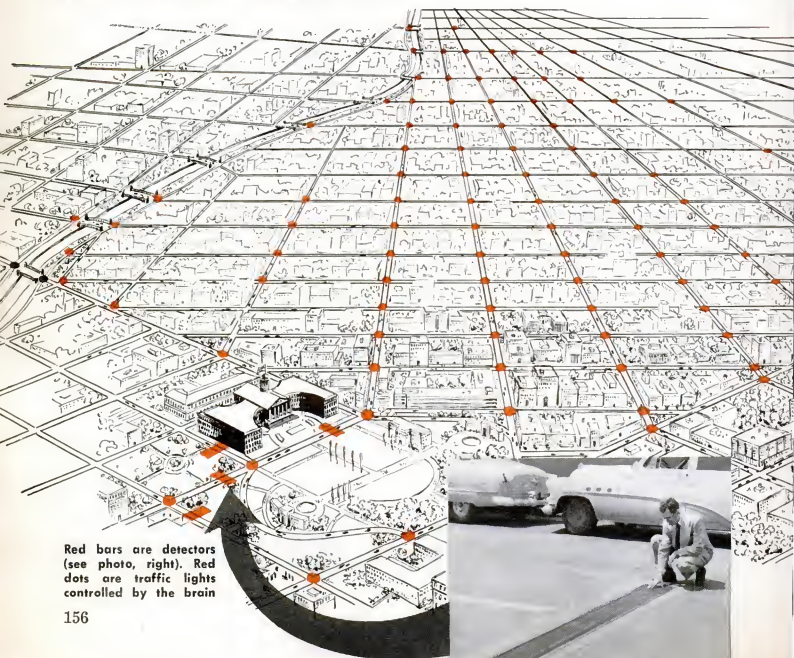 Red bars are detectors
(see photo, right). Red
dots are traffic lights
controlled by the brain
156